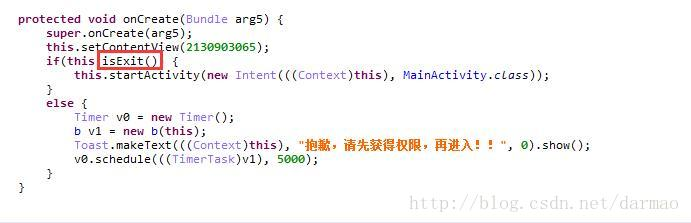 protected void onCreate(Bundle arg5) {
super.onCreate(arg5);
this.setContentView(2130903065);
if(this.isExit()) {
this.startActivity(new Intent(((Context)this), MainActivity.class));
}
else {
Timer v0 = new Timer();
b v1 = new b(this);
Toast.makeText(((Context)this), "抱歉，请先获得权限，再进入！！", 0).show();
v0.schedule(((TimerTask)v1), 5000);
}
}
http://blog.csdn.net/darmao